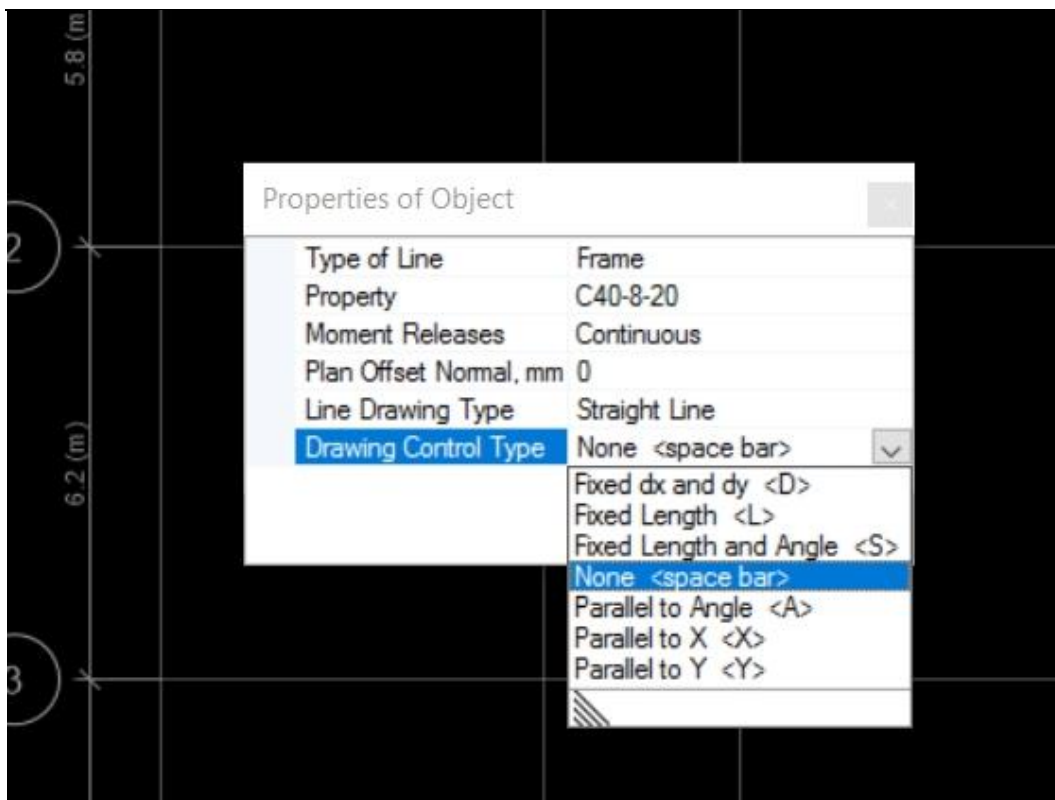 5.8 (m
2
6.2 (m)
3
Properties of Object
Type of Line Frame
Property C40-8-20
Moment Releases Continuous
Plan Offset Normal, mm 0
Line Drawing Type Straight Line
Drawing Control Type None <space bar>
Fixed dx and dy <D>
Fixed Length <L>
Fixed Length and Angle <S>
None <space bar>
Parallel to Angle <A>
Parallel to X <X>
Parallel to Y <Y>